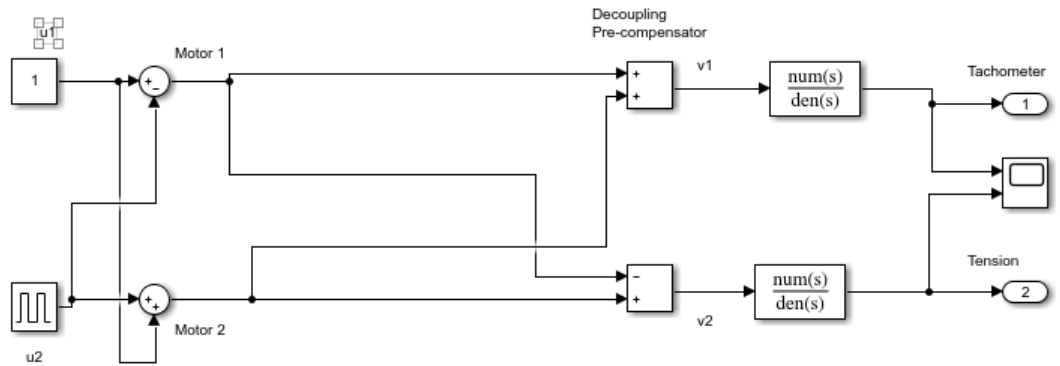 Decoupling
Pre-compensator
u1
Motor 1
v1
Tachometer
1
+
−
+
+
num(s)
den(s)
1
Tension
−
+
num(s)
den(s)
2
+
+
Motor 2
v2
u2